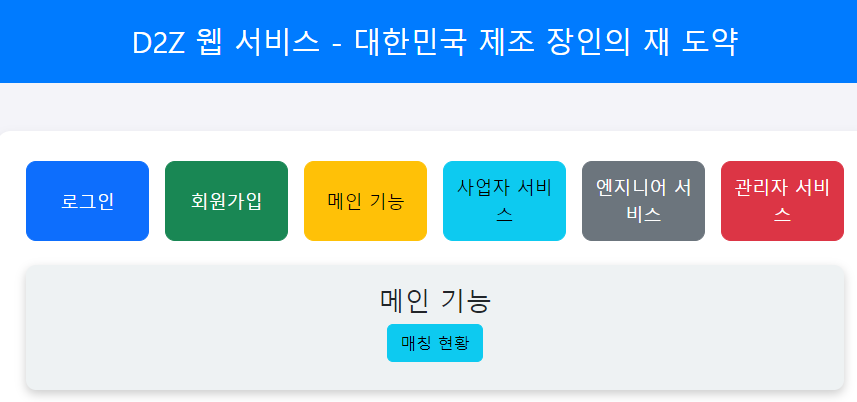 D2Z 웹 서비스 - 대한민국 제조 장인의 재 도약
로그인
회원가입
메인 기능
사업자 서비
스
엔지니어 서
비스
관리자 서비
스
메인 기능
매칭 현황